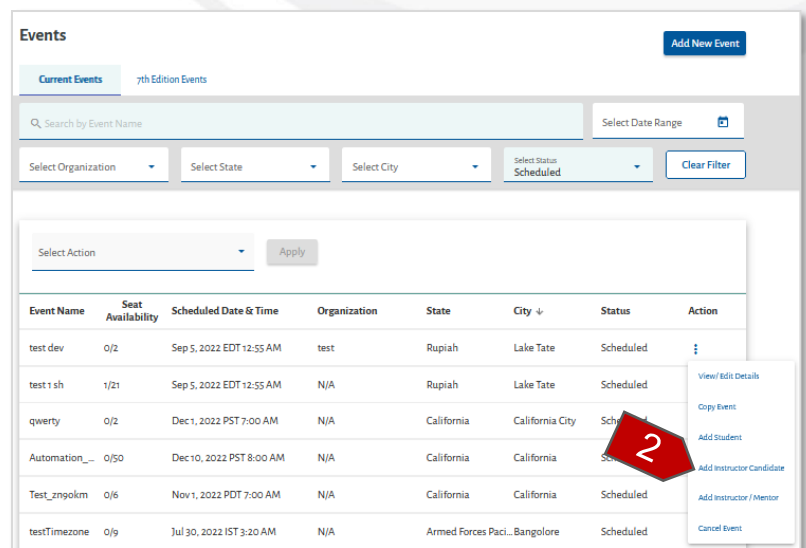 Events
Add New Event
Current Events 7th Edition Events
Search by Event Name Select Date Range
Select Organization Select State Select City Select Status Scheduled Clear Filter
Select Action Apply
Event Name Seat Availability Scheduled Date & Time Organization State City ↓ Status Action
test dev 0/2 Sep 5, 2022 EDT 12:55 AM test Rupiah Lake Tate Scheduled
View/ Edit Details
test 1 sh 1/21 Sep 5, 2022 EDT 12:55 AM N/A Rupiah Lake Tate Scheduled
Copy Event
qwerty 0/2 Dec 1, 2022 PST 7:00 AM N/A California California City
Add Student
2
Automation_... 0/50 Dec 10, 2022 PST 8:00 AM N/A California California
Add Instructor Candidate
Test_zn90km 0/6 Nov 1, 2022 PDT 7:00 AM N/A California California Scheduled
Add Instructor / Mentor
testTimezone 0/9 Jul 30, 2022 IST 3:20 AM N/A Armed Forces Paci... Bangolore Scheduled
Cancel Event